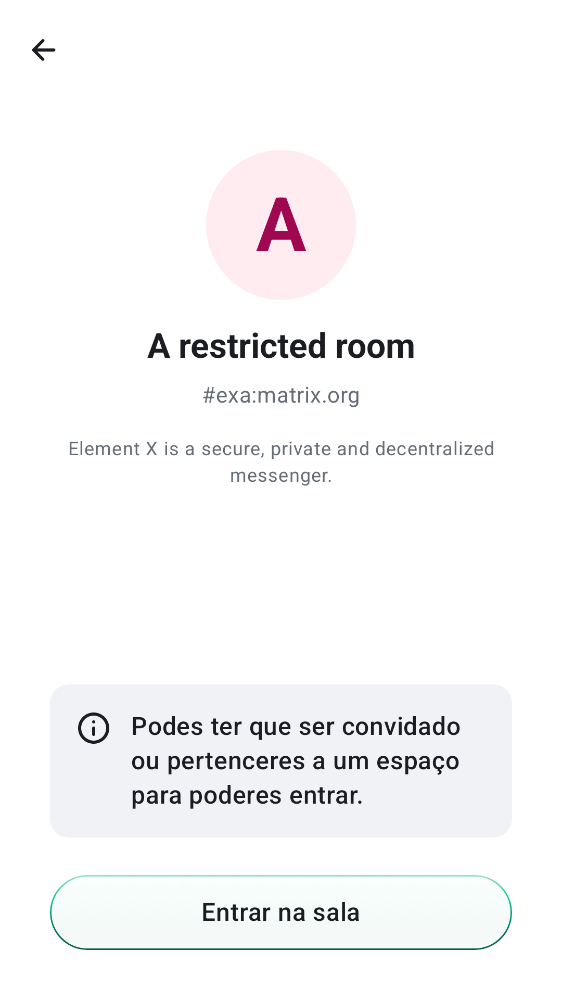 A
A restricted room
#exa:matrix.org
Element X is a secure, private and decentralized
messenger.
Podes ter que ser convidado
ou pertenceres a um espaço
para poderes entrar.
Entrar na sala